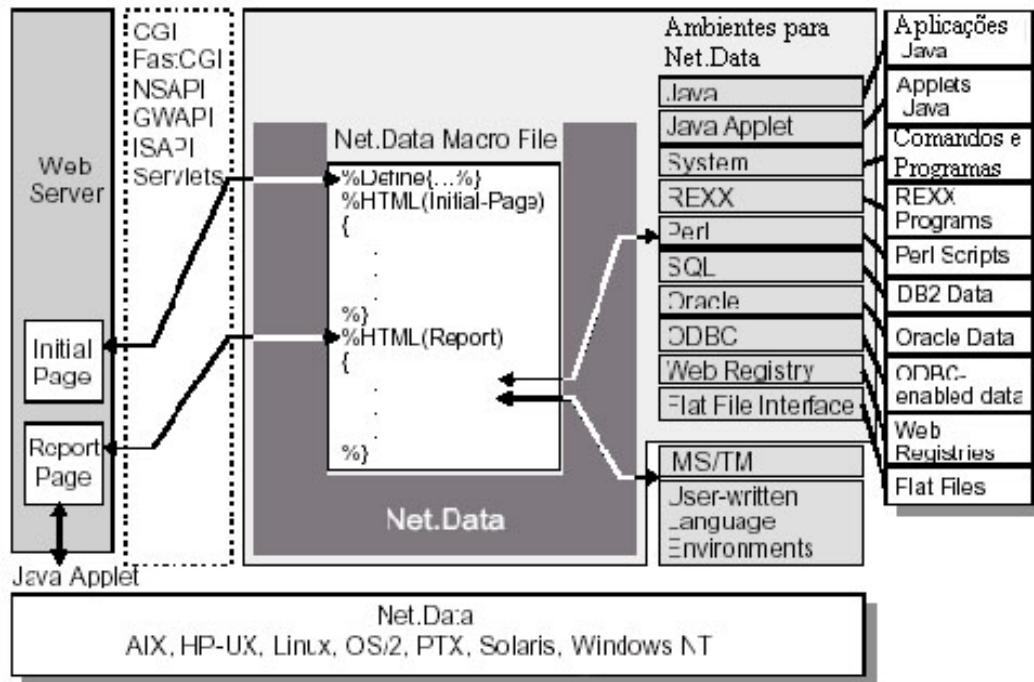 Web
Server
Initial
Page
Report
Page
Java Applet
CGI
FastCGI
NSAPI
GWAPI
ISAPI
Servlets
Net.Data Macro File
%Define{...%}
%HTML(Initial-Page)
{
.
.
.
%}
%HTML(Report)
{
.
.
.
%}
Net.Data
Ambientes para
Net.Data
Java
Java Applet
System
REXX
Perl
SQL
Oracle
ODBC
Web Registry
Flat File Interface
MS/TM
User-written
Language
Environments
Aplicações
Java
Applets
Java
Comandos e
Programas
REXX
Programs
Perl Scripts
DB2 Data
Oracle Data
ODBC-
enabled data
Web
Registries
Flat Files
Net.Data
AIX, HP-UX, Linux, OS/2, PTX, Solaris, Windows NT